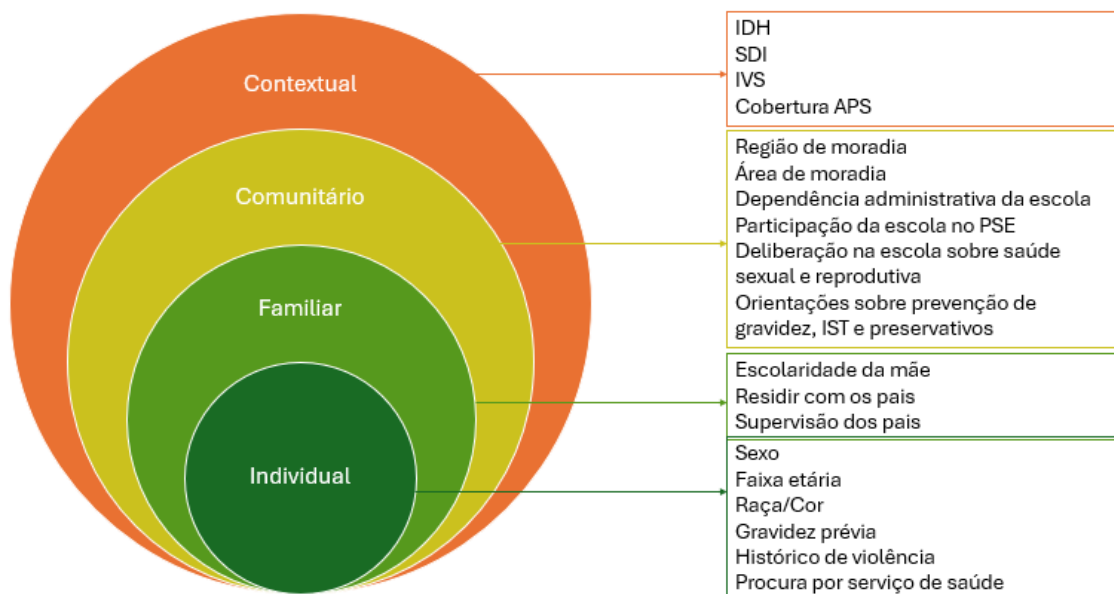 Contextual
IDH
SDI
IVS
Cobertura APS
Comunitário
Região de moradia
Área de moradia
Dependência administrativa da escola
Participação da escola no PSE
Deliberação na escola sobre saúde
sexual e reprodutiva
Orientações sobre prevenção de
gravidez, IST e preservativos
Familiar
Escolaridade da mãe
Residir com os pais
Supervisão dos pais
Individual
Sexo
Faixa etária
Raça/Cor
Gravidez prévia
Histórico de violência
Procura por serviço de saúde